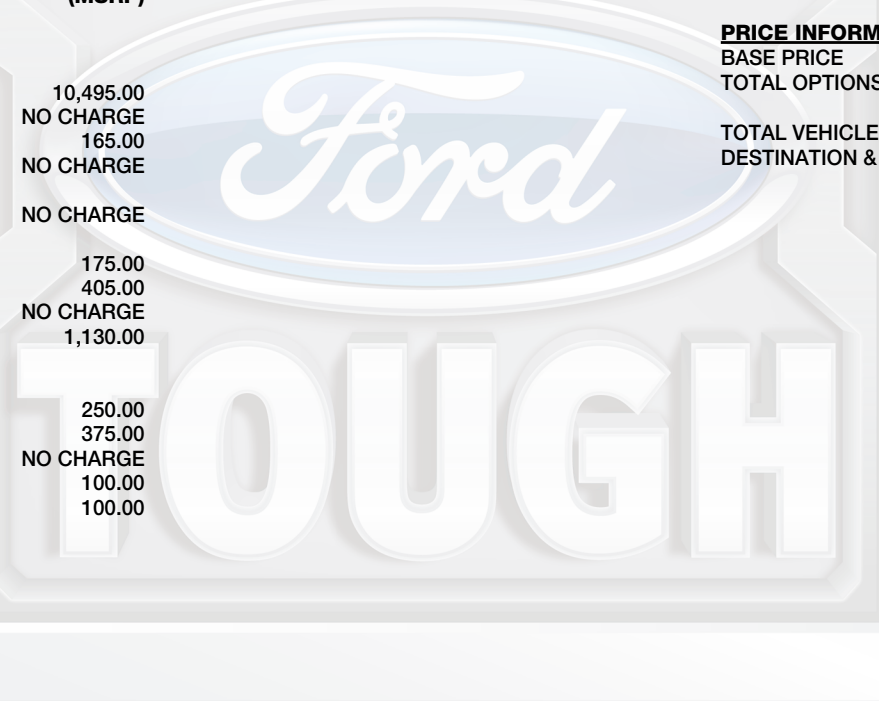 (MSRP)
10,495.00
NO CHARGE
165.00
NO CHARGE
NO CHARGE
175.00
405.00
NO CHARGE
1,130.00
250.00
375.00
NO CHARGE
100.00
100.00
PRICE INFORM
BASE PRICE
TOTAL OPTIONS
TOTAL VEHICLE
DESTINATION &
Ford
TOUGH